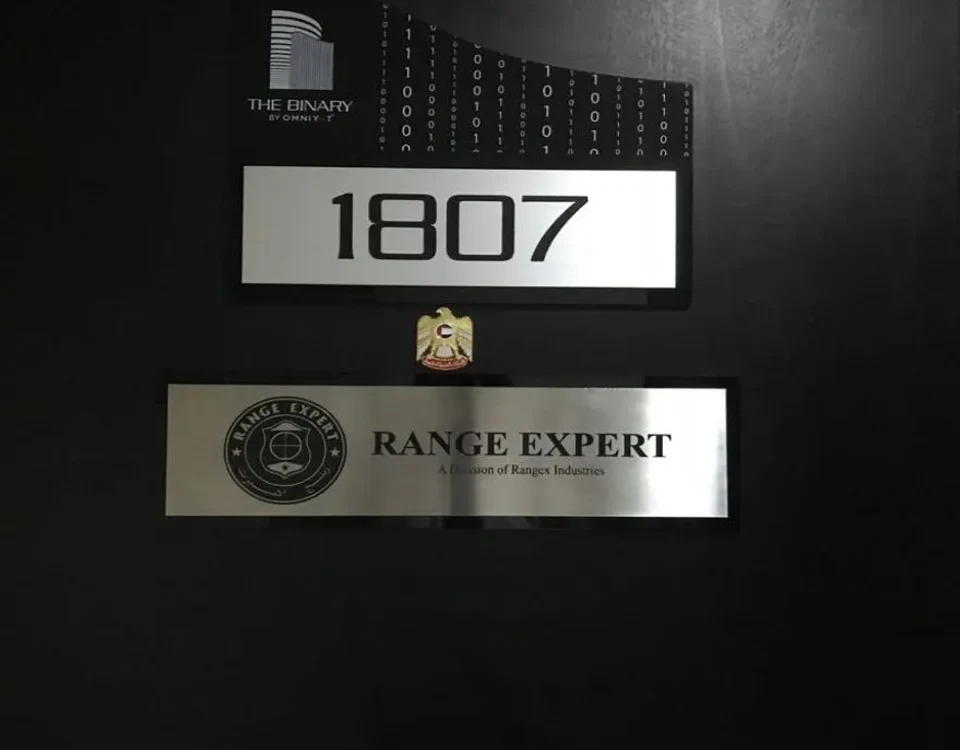 THE BINARY
BY OMNIYAT
1807
RANGE EXPERT
RANGE EXPERT
A Division of Rangex Industries